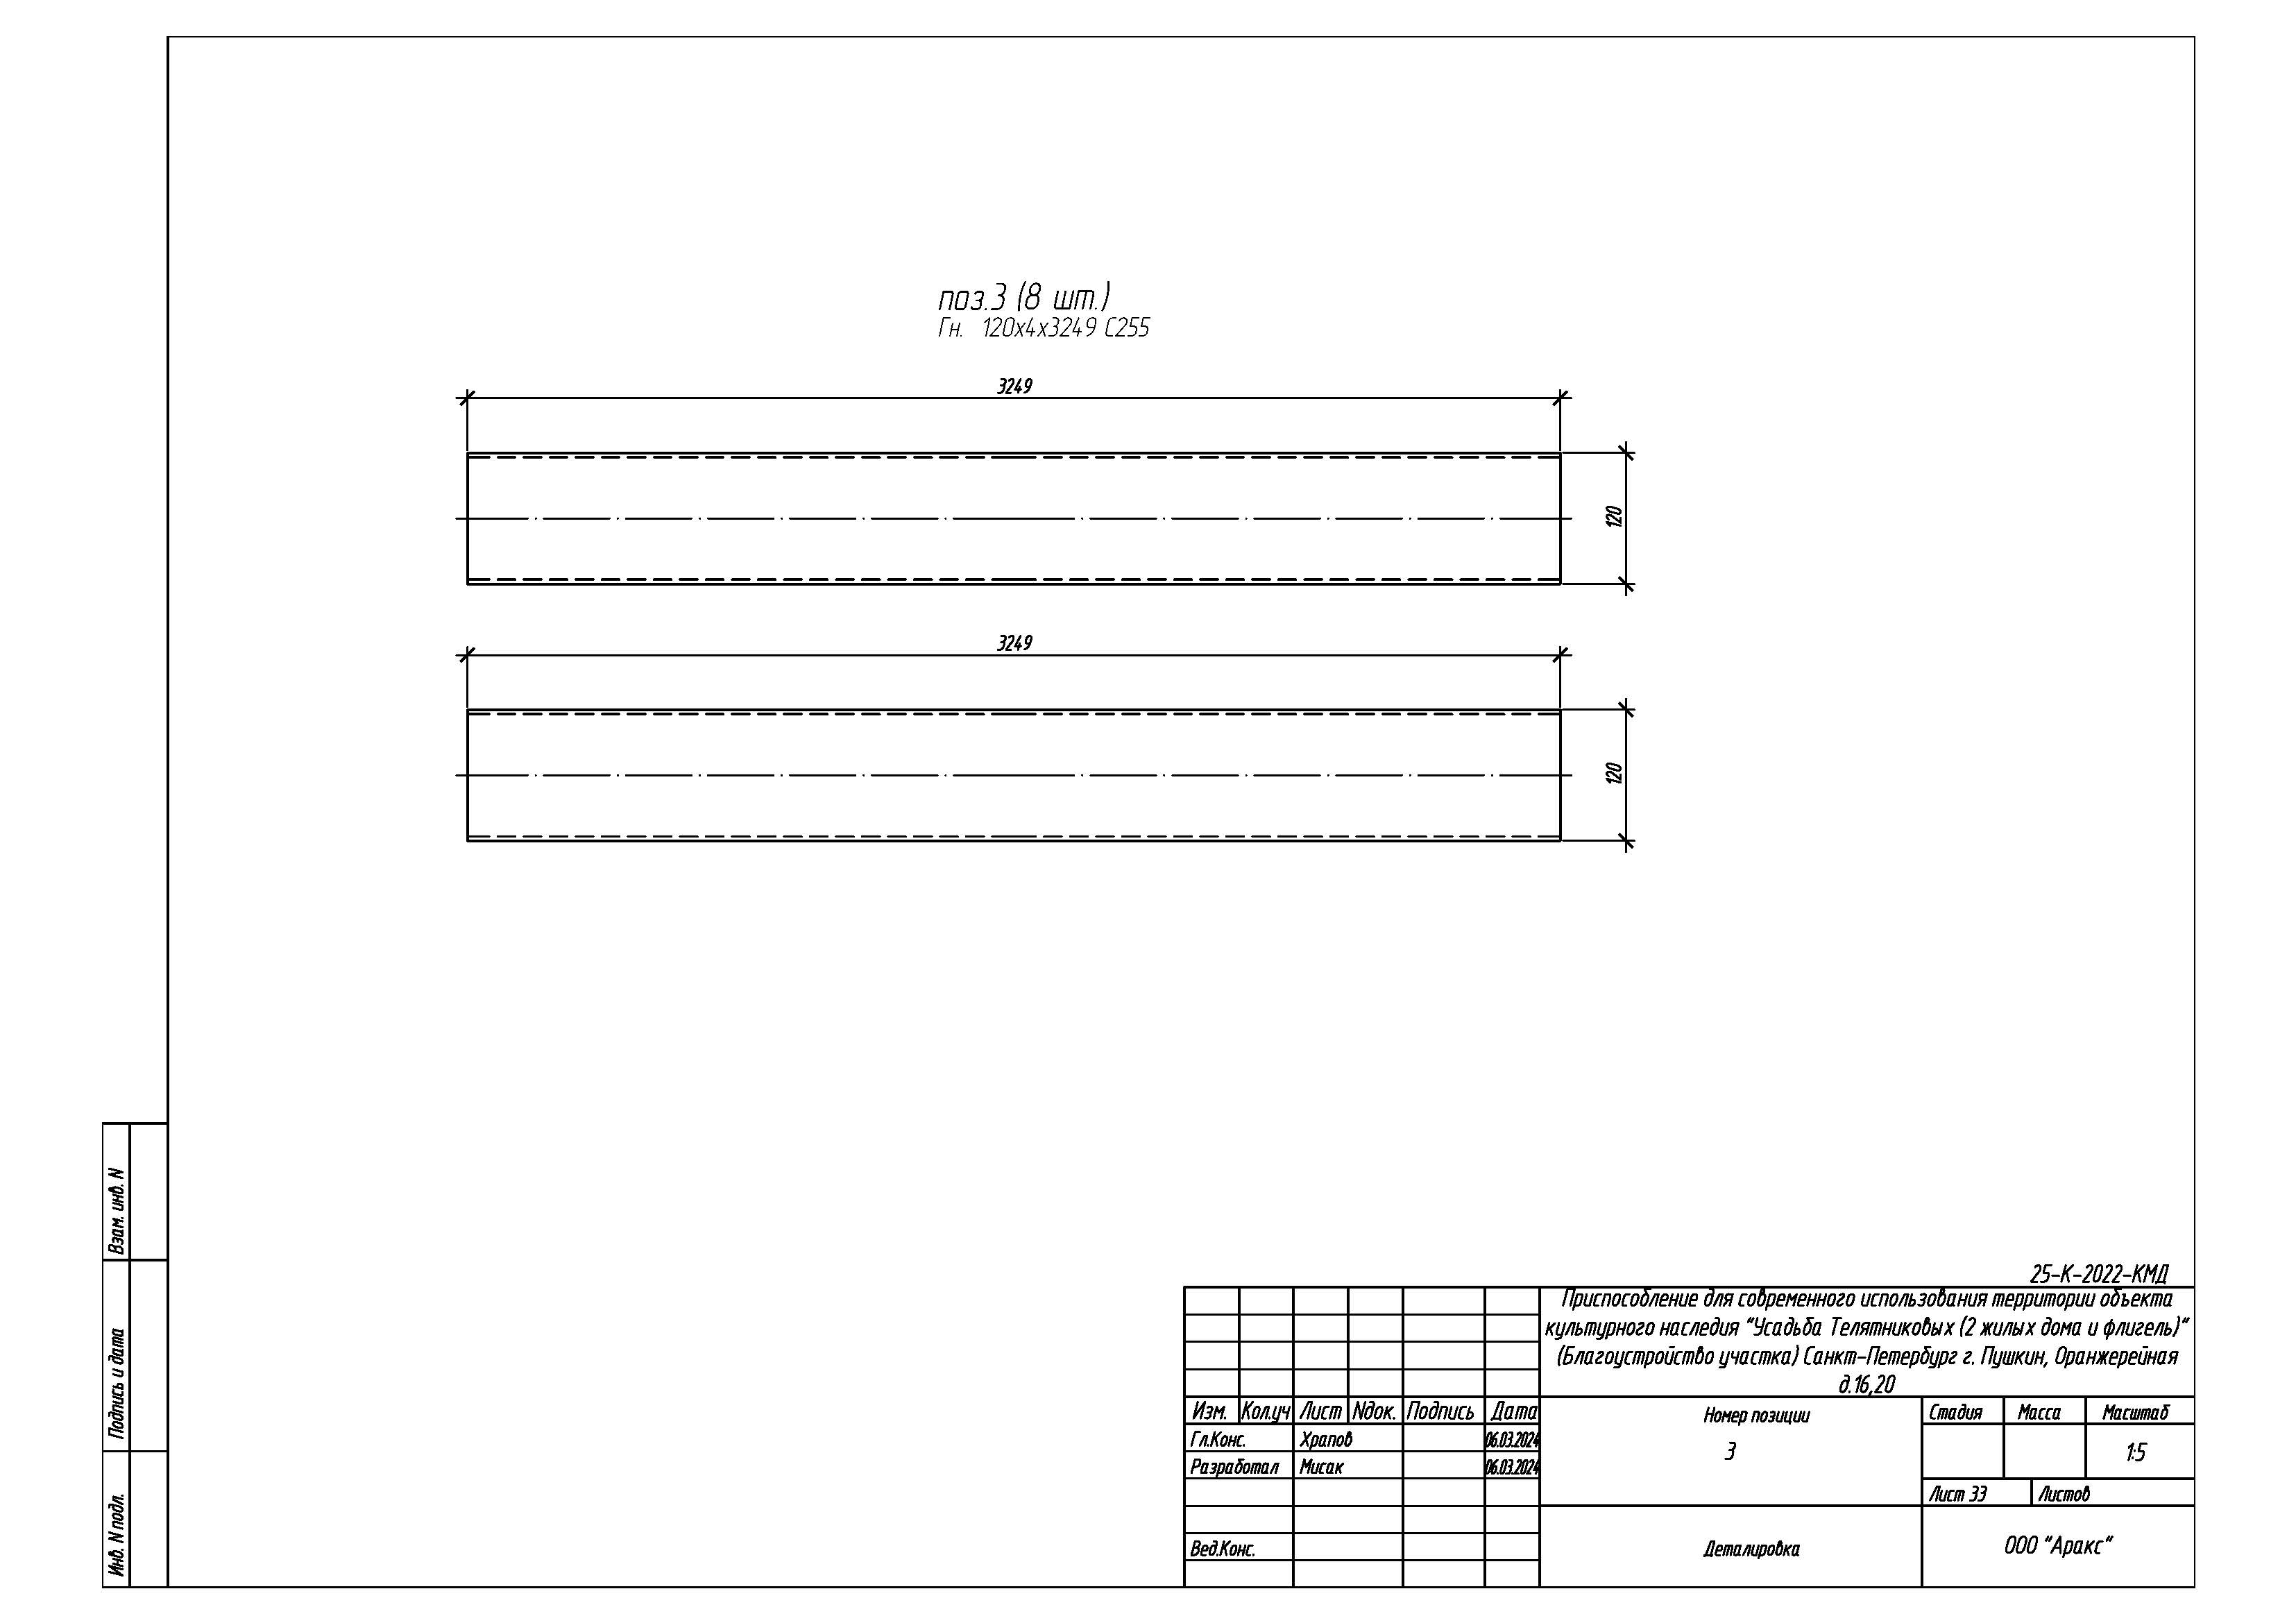 поз.3 (8 шт.)
Гн. 120х4х3249 С255
3249
120
3249
120
Взам. инв. N
Подпись и дата
Инв. N подл.
25-К-2022-КМД
Приспособление для современного использования территории объекта
культурного наследия "Усадьба Телятниковых (2 жилых дома и флигель)"
(Благоустройство участка) Санкт-Петербург г. Пушкин, Оранжерейная
д.16,20
Изм. Кол.уч Лист Nдок. Подпись Дата
Номер позиции
Стадия Масса Масштаб
Гл.Конс. Храпов 06.03.2024
3
1:5
Разработал Мисак 06.03.2024
Лист 33 Листов
Вед.Конс.
Деталировка
ООО "Аракс"